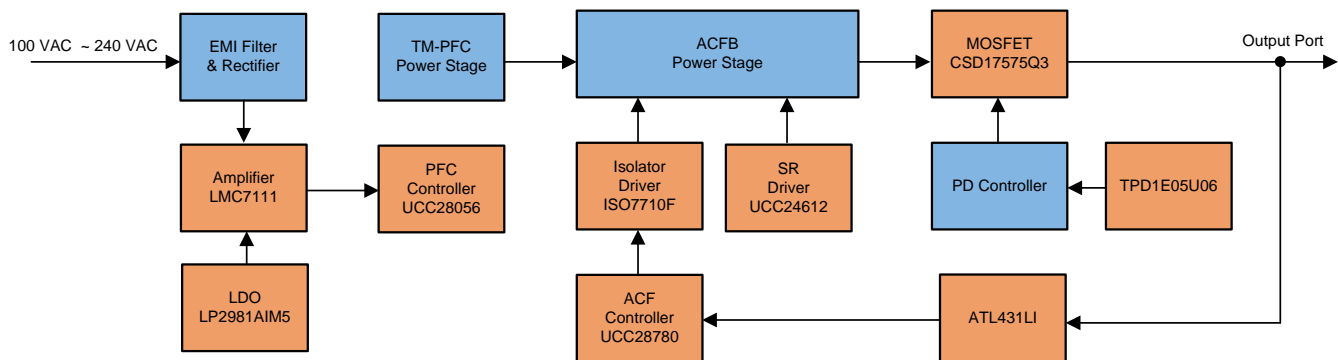 100 VAC ~ 240 VAC
EMI Filter
& Rectifier
TM-PFC
Power Stage
ACFB
Power Stage
MOSFET
CSD17575Q3
Output Port
Amplifier
LMC7111
PFC
Controller
UCC28056
Isolator
Driver
ISO7710F
SR
Driver
UCC24612
PD Controller
TPD1E05U06
LDO
LP2981AIM5
ACF
Controller
UCC28780
ATL431LI